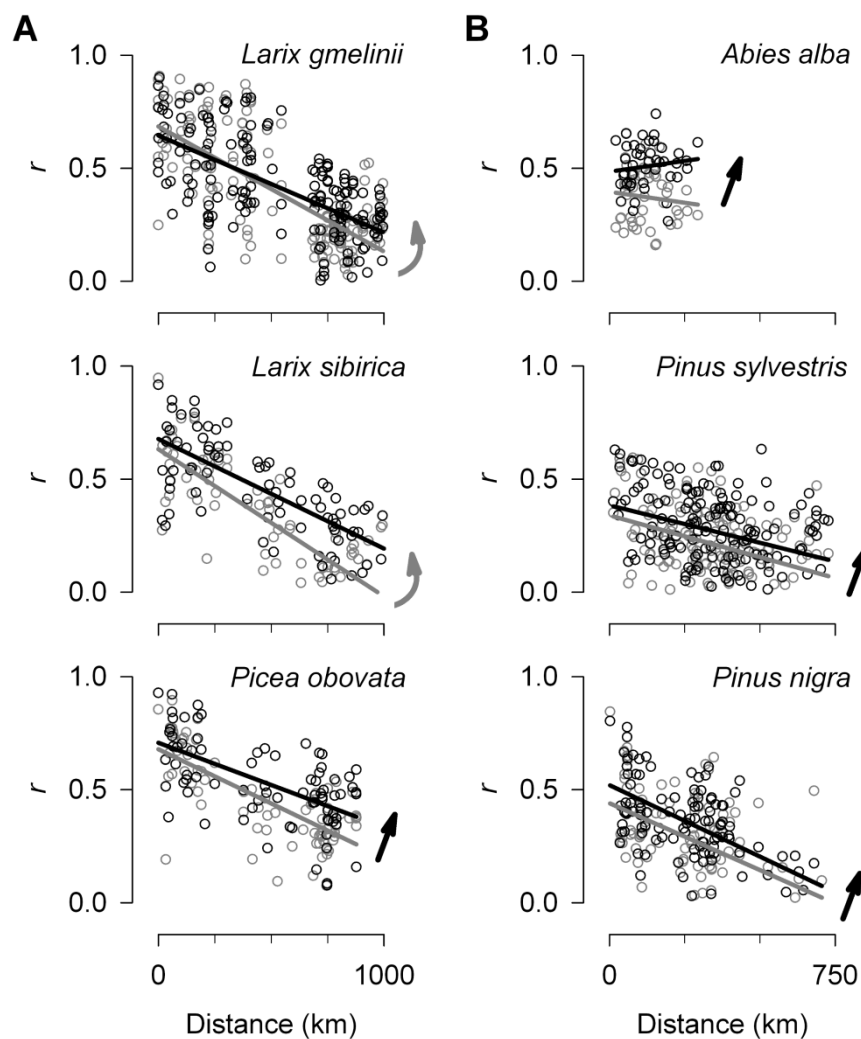 A
Larix gmelinii
1.0
0.5
0.0
r
Larix sibirica
1.0
0.5
0.0
r
Picea obovata
1.0
0.5
0.0
r
0
1000
Distance (km)
B
Abies alba
1.0
0.5
0.0
r
Pinus sylvestris
1.0
0.5
0.0
r
Pinus nigra
1.0
0.5
0.0
r
0
750
Distance (km)